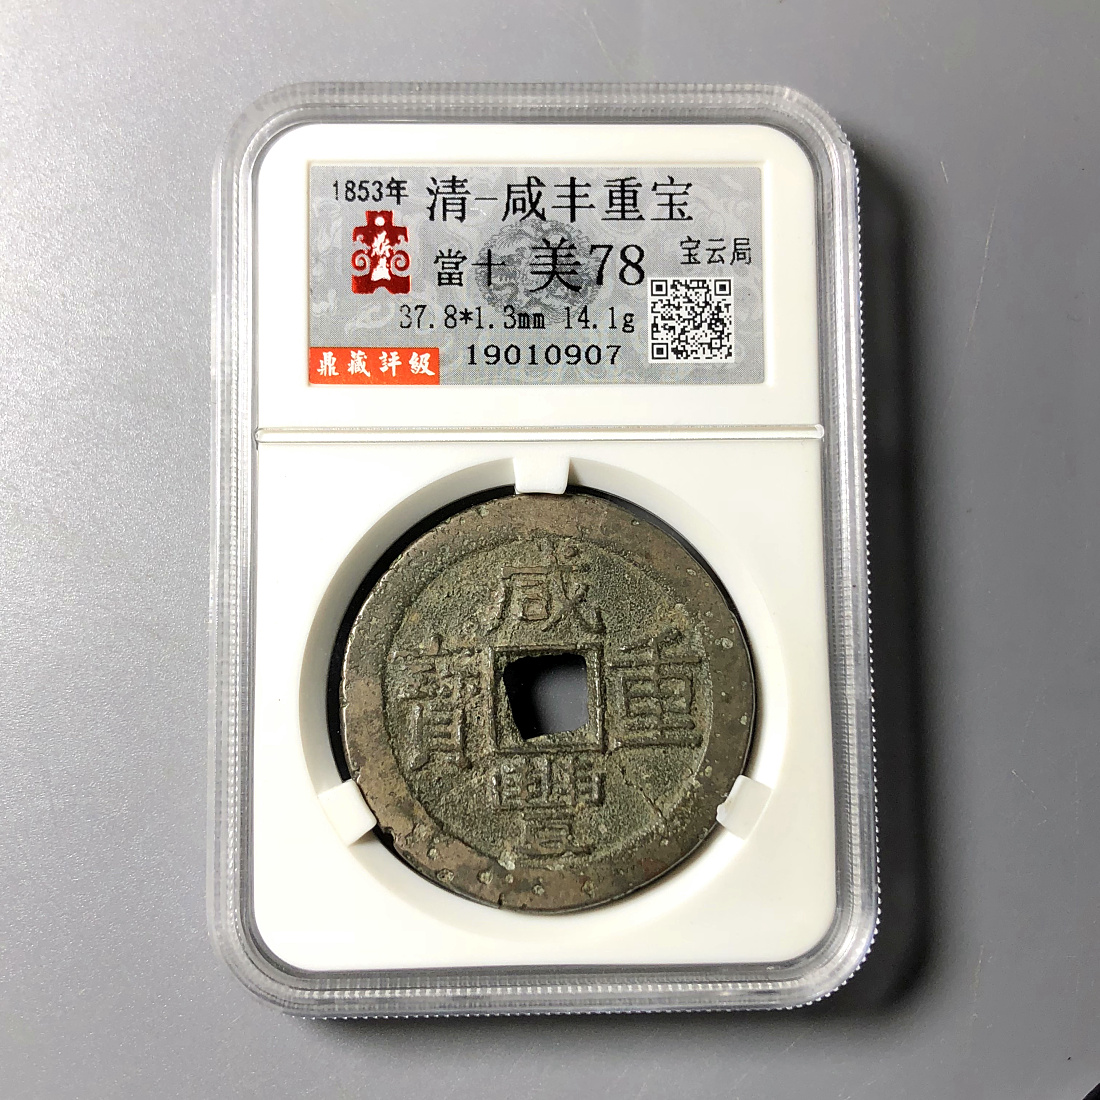 1853年 清-咸丰重宝
當十 美78 宝云局
37.8*1.3mm 14.1g
鼎藏評級 19010907
咸
寶 重
豐